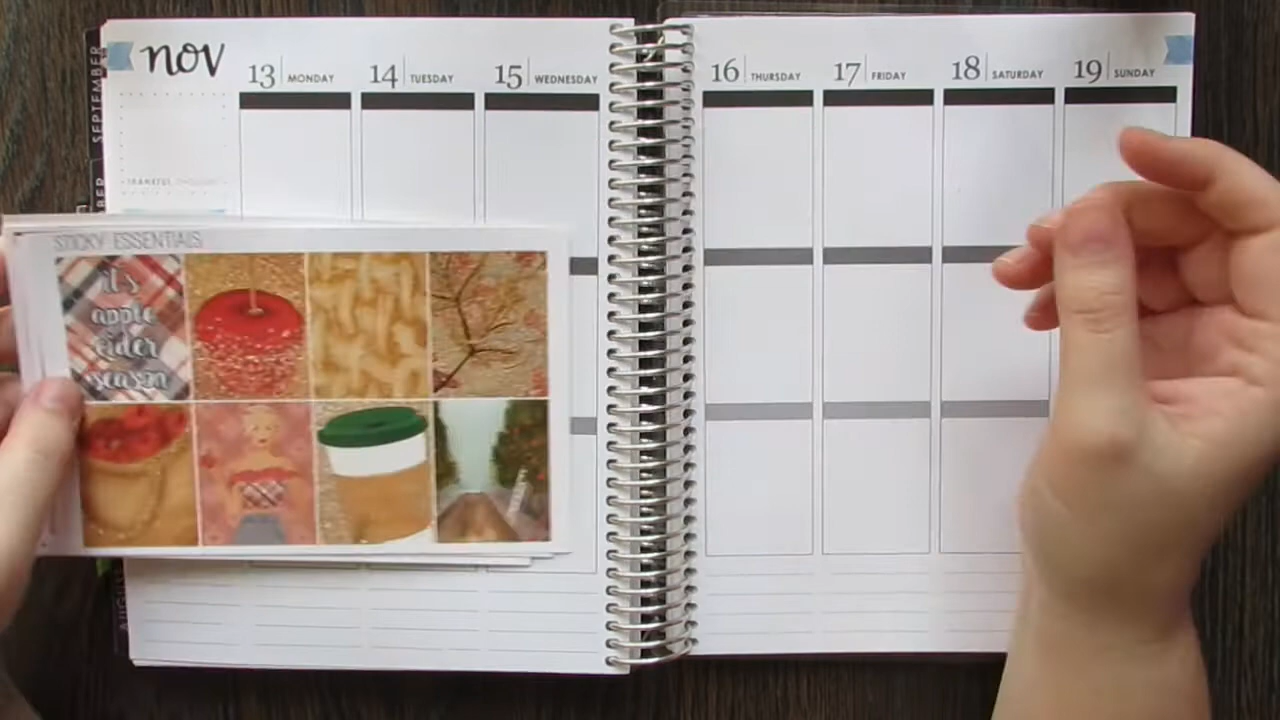 nov
13 MONDAY
14 TUESDAY
15 WEDNESDAY
16 THURSDAY
17 FRIDAY
18 SATURDAY
19 SUNDAY
SEPTEMBER
STICKY ESSENTIALS
it's
apple
cider
season